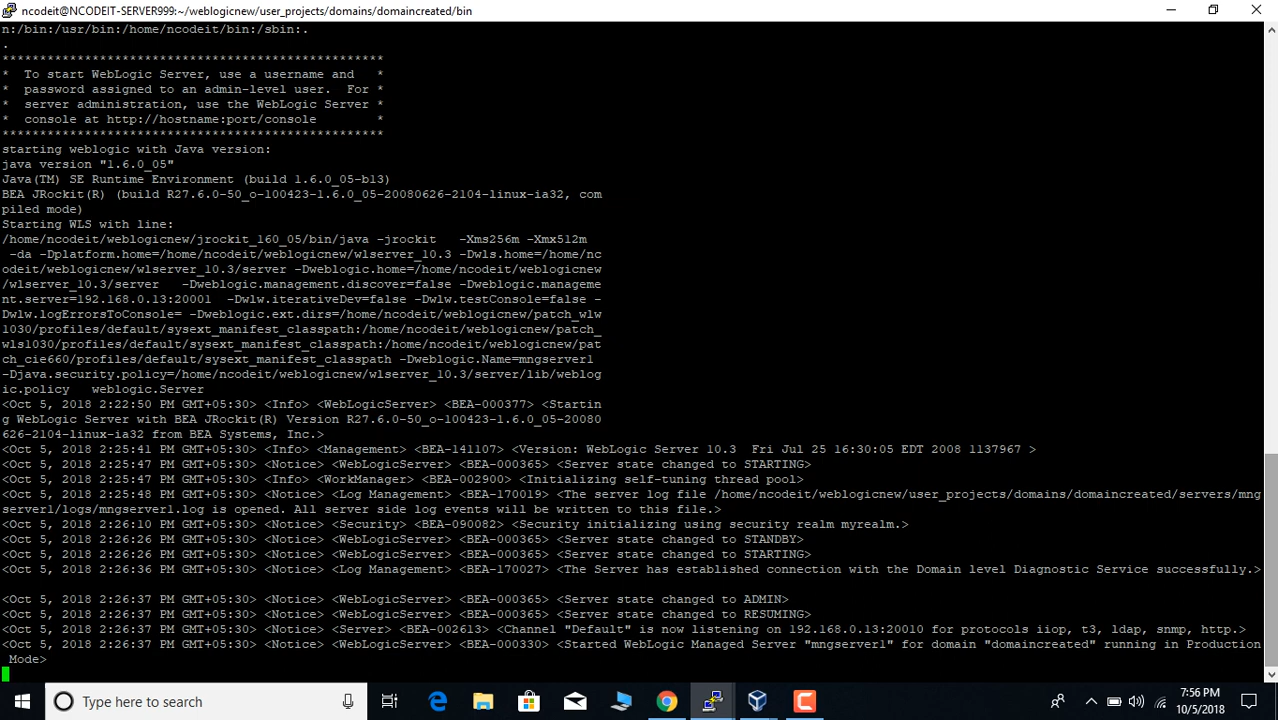 ncodeit@NCODEIT-SERVER999:~/weblogicnew/user_projects/domains/domaincreated/bin
n:/bin:/usr/bin:/home/ncodeit/bin:/sbin:.
.
***************************************************
*  To start WebLogic Server, use a username and   *
*  password assigned to an admin-level user.  For *
*  server administration, use the WebLogic Server *
*  console at http://hostname:port/console        *
***************************************************
starting weblogic with Java version:
java version "1.6.0_05"
Java(TM) SE Runtime Environment (build 1.6.0_05-b13)
BEA JRockit(R) (build R27.6.0-50_o-100423-1.6.0_05-20080626-2104-linux-ia32, com
piled mode)
Starting WLS with line:
/home/ncodeit/weblogicnew/jrockit_160_05/bin/java -jrockit   -Xms256m -Xmx512m
 -da -Dplatform.home=/home/ncodeit/weblogicnew/wlserver_10.3 -Dwls.home=/home/nc
odeit/weblogicnew/wlserver_10.3/server -Dweblogic.home=/home/ncodeit/weblogicnew
/wlserver_10.3/server   -Dweblogic.management.discover=false -Dweblogic.manageme
nt.server=192.168.0.13:20001  -Dwlw.iterativeDev=false -Dwlw.testConsole=false -
Dwlw.logErrorsToConsole= -Dweblogic.ext.dirs=/home/ncodeit/weblogicnew/patch_wlw
1030/profiles/default/sysext_manifest_classpath:/home/ncodeit/weblogicnew/patch_
wls1030/profiles/default/sysext_manifest_classpath:/home/ncodeit/weblogicnew/pat
ch_cie660/profiles/default/sysext_manifest_classpath -Dweblogic.Name=mngserver1
-Djava.security.policy=/home/ncodeit/weblogicnew/wlserver_10.3/server/lib/weblog
ic.policy   weblogic.Server
<Oct 5, 2018 2:22:50 PM GMT+05:30> <Info> <WebLogicServer> <BEA-000377> <Startin
g WebLogic Server with BEA JRockit(R) Version R27.6.0-50_o-100423-1.6.0_05-20080
626-2104-linux-ia32 from BEA Systems, Inc.>
<Oct 5, 2018 2:25:41 PM GMT+05:30> <Info> <Management> <BEA-141107> <Version: WebLogic Server 10.3  Fri Jul 25 16:30:05 EDT 2008 1137967 >
<Oct 5, 2018 2:25:47 PM GMT+05:30> <Notice> <WebLogicServer> <BEA-000365> <Server state changed to STARTING>
<Oct 5, 2018 2:25:47 PM GMT+05:30> <Info> <WorkManager> <BEA-002900> <Initializing self-tuning thread pool>
<Oct 5, 2018 2:25:48 PM GMT+05:30> <Notice> <Log Management> <BEA-170019> <The server log file /home/ncodeit/weblogicnew/user_projects/domains/domaincreated/servers/mng
server1/logs/mngserver1.log is opened. All server side log events will be written to this file.>
<Oct 5, 2018 2:26:10 PM GMT+05:30> <Notice> <Security> <BEA-090082> <Security initializing using security realm myrealm.>
<Oct 5, 2018 2:26:26 PM GMT+05:30> <Notice> <WebLogicServer> <BEA-000365> <Server state changed to STANDBY>
<Oct 5, 2018 2:26:26 PM GMT+05:30> <Notice> <WebLogicServer> <BEA-000365> <Server state changed to STARTING>
<Oct 5, 2018 2:26:36 PM GMT+05:30> <Notice> <Log Management> <BEA-170027> <The Server has established connection with the Domain level Diagnostic Service successfully.>
<Oct 5, 2018 2:26:37 PM GMT+05:30> <Notice> <WebLogicServer> <BEA-000365> <Server state changed to ADMIN>
<Oct 5, 2018 2:26:37 PM GMT+05:30> <Notice> <WebLogicServer> <BEA-000365> <Server state changed to RESUMING>
<Oct 5, 2018 2:26:37 PM GMT+05:30> <Notice> <Server> <BEA-002613> <Channel "Default" is now listening on 192.168.0.13:20010 for protocols iiop, t3, ldap, snmp, http.>
<Oct 5, 2018 2:26:37 PM GMT+05:30> <Notice> <WebLogicServer> <BEA-000330> <Started WebLogic Managed Server "mngserver1" for domain "domaincreated" running in Production
 Mode>
Type here to search
7:56 PM
10/5/2018